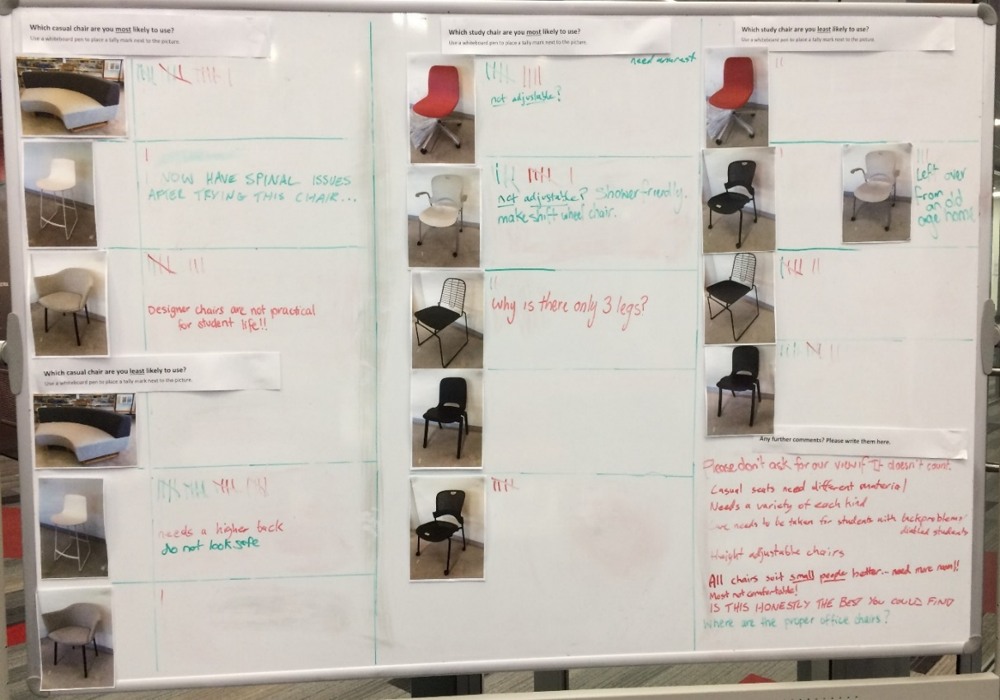 Which casual chair are you most likely to use?
Use a whiteboard pen to place a tally mark next to the picture.
I NOW HAVE SPINAL ISSUES
AFTER TRYING THIS CHAIR...
Designer chairs are not practical
for student life!!
Which casual chair are you least likely to use?
Use a whiteboard pen to place a tally mark next to the picture.
needs a higher back
do not look safe
Which study chair are you most likely to use?
Use a whiteboard pen to place a tally mark next to the picture.
need armrest
not adjustable?
not adjustable? Shower friendly.
makeshift wheel chair.
why is there only 3 legs?
Which study chair are you least likely to use?
Use a whiteboard pen to place a tally mark next to the picture.
Left over
from
an old
age home
Any further comments? Please write them here.
Please don't ask for our view if It doesn't count.
Casual seats need different material
Needs a variety of each kind
needs to be taken for students with backproblems/
disabled students
Height adjustable chairs
All chairs suit small people better.. need more room!!
Most not comfortable!
IS THIS HONESTLY THE BEST YOU COULD FIND
Where are the proper office chairs?